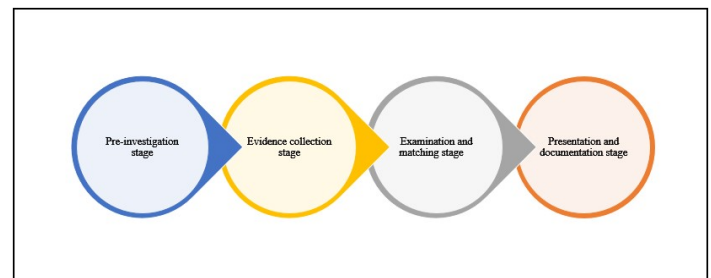 Pre-investigation
stage
Evidence collection
stage
Examination and
matching stage
Presentation and
documentation stage